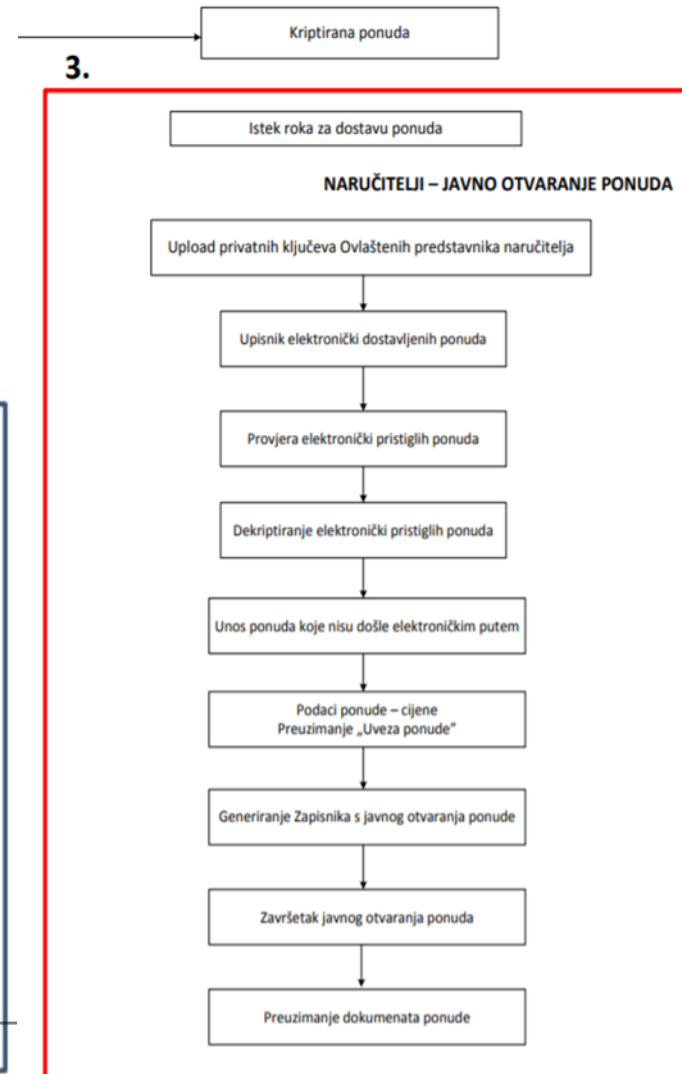 Kriptirana ponuda
3.
Istek roka za dostavu ponuda
NARUČITELJI – JAVNO OTVARANJE PONUDA
Upload privatnih ključeva Ovlaštenih predstavnika naručitelja
Upisnik elektronički dostavljenih ponuda
Provjera elektronički pristiglih ponuda
Dekriptiranje elektronički pristiglih ponuda
Unos ponuda koje nisu došle elektroničkim putem
Podaci ponude – cijene
Preuzimanje „Uveza ponude“
Generiranje Zapisnika s javnog otvaranja ponude
Završetak javnog otvaranja ponuda
Preuzimanje dokumenata ponude